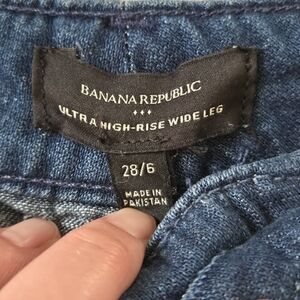 BANANA REPUBLIC
ULTRA HIGH-RISE WIDE LEG
28/6
MADE IN
PAKISTAN